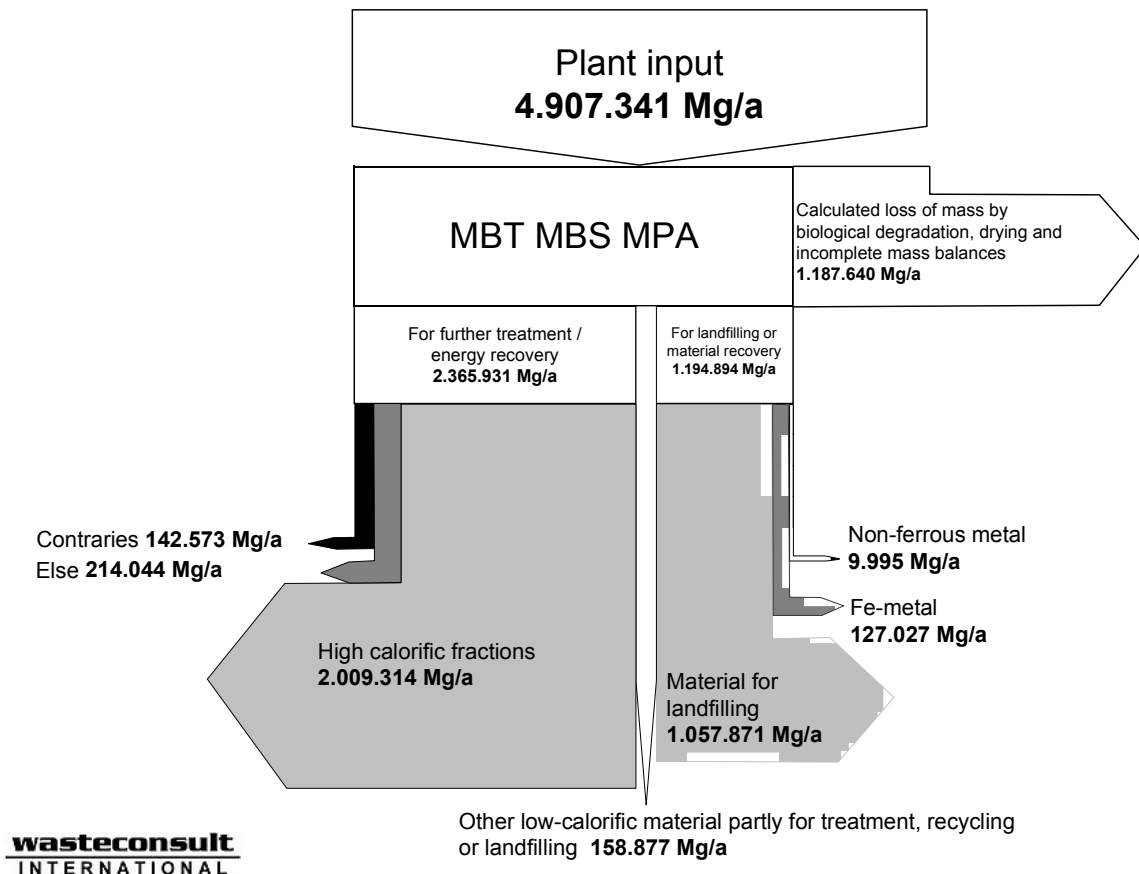 Plant input
4.907.341 Mg/a
MBT MBS MPA
Calculated loss of mass by
biological degradation, drying and
incomplete mass balances
1.187.640 Mg/a
For further treatment /
energy recovery
2.365.931 Mg/a
For landfilling or
material recovery
1.194.894 Mg/a
Contraries 142.573 Mg/a
Else 214.044 Mg/a
Non-ferrous metal
9.995 Mg/a
Fe-metal
127.027 Mg/a
High calorific fractions
2.009.314 Mg/a
Material for
landfilling
1.057.871 Mg/a
Other low-calorific material partly for treatment, recycling
or landfilling 158.877 Mg/a
wasteconsult
INTERNATIONAL